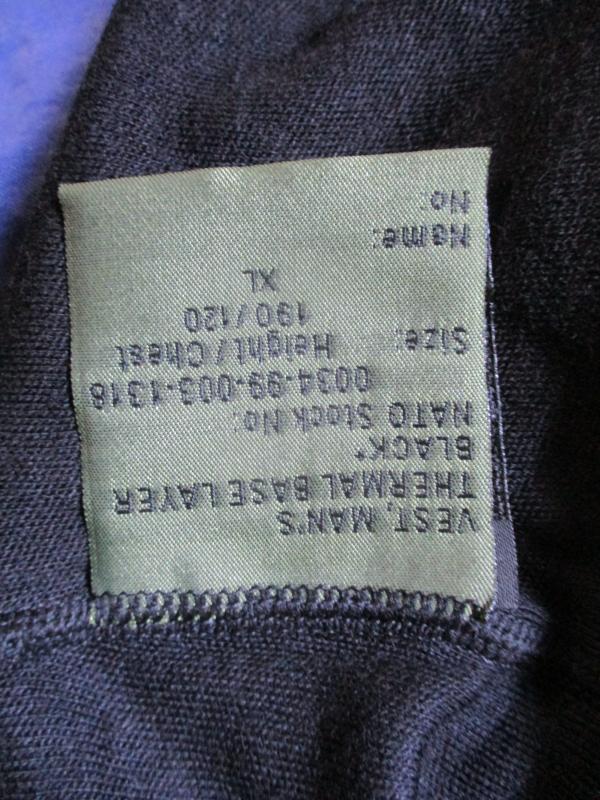 VEST, MAN'S
THERMAL BASE LAYER
BLACK*
NATO Stock No:
0034-99-003-1318
Size: Height/Chest
190/120
XL
Name:
No: